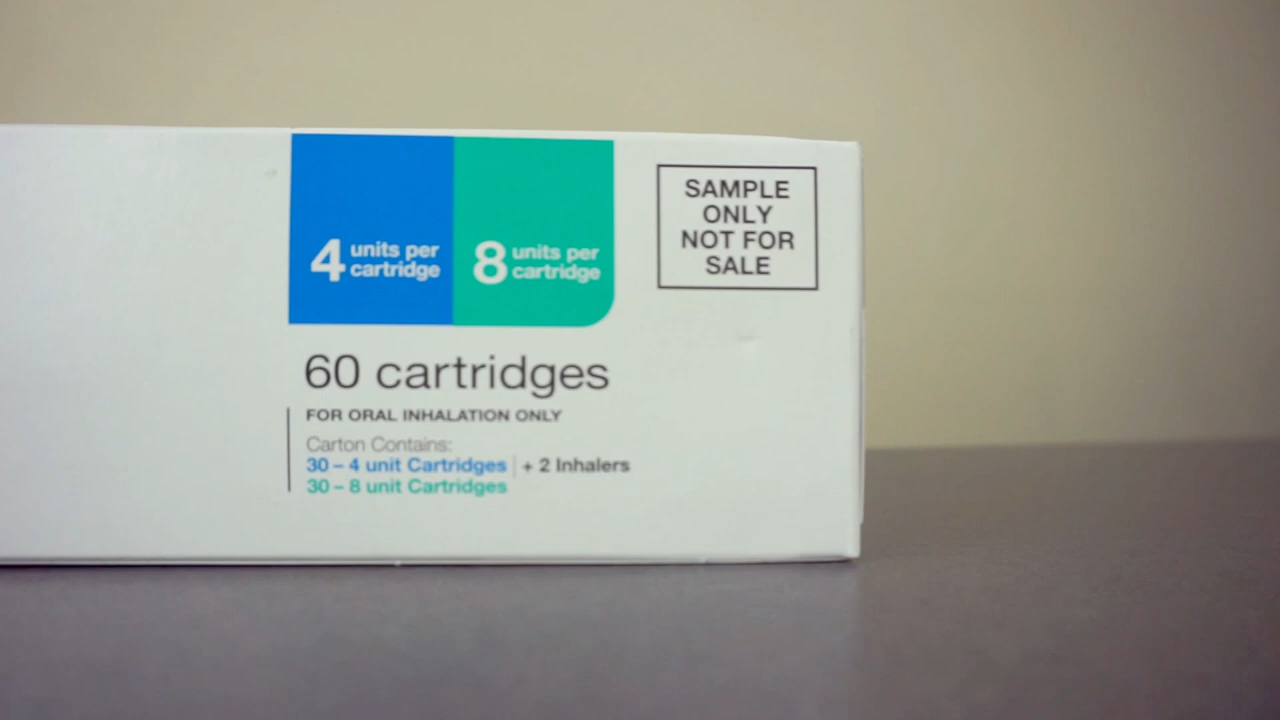 4 units per
cartridge
8 units per
cartridge
SAMPLE
ONLY
NOT FOR
SALE
60 cartridges
FOR ORAL INHALATION ONLY
Carton Contains:
30 – 4 unit Cartridges + 2 Inhalers
30 – 8 unit Cartridges